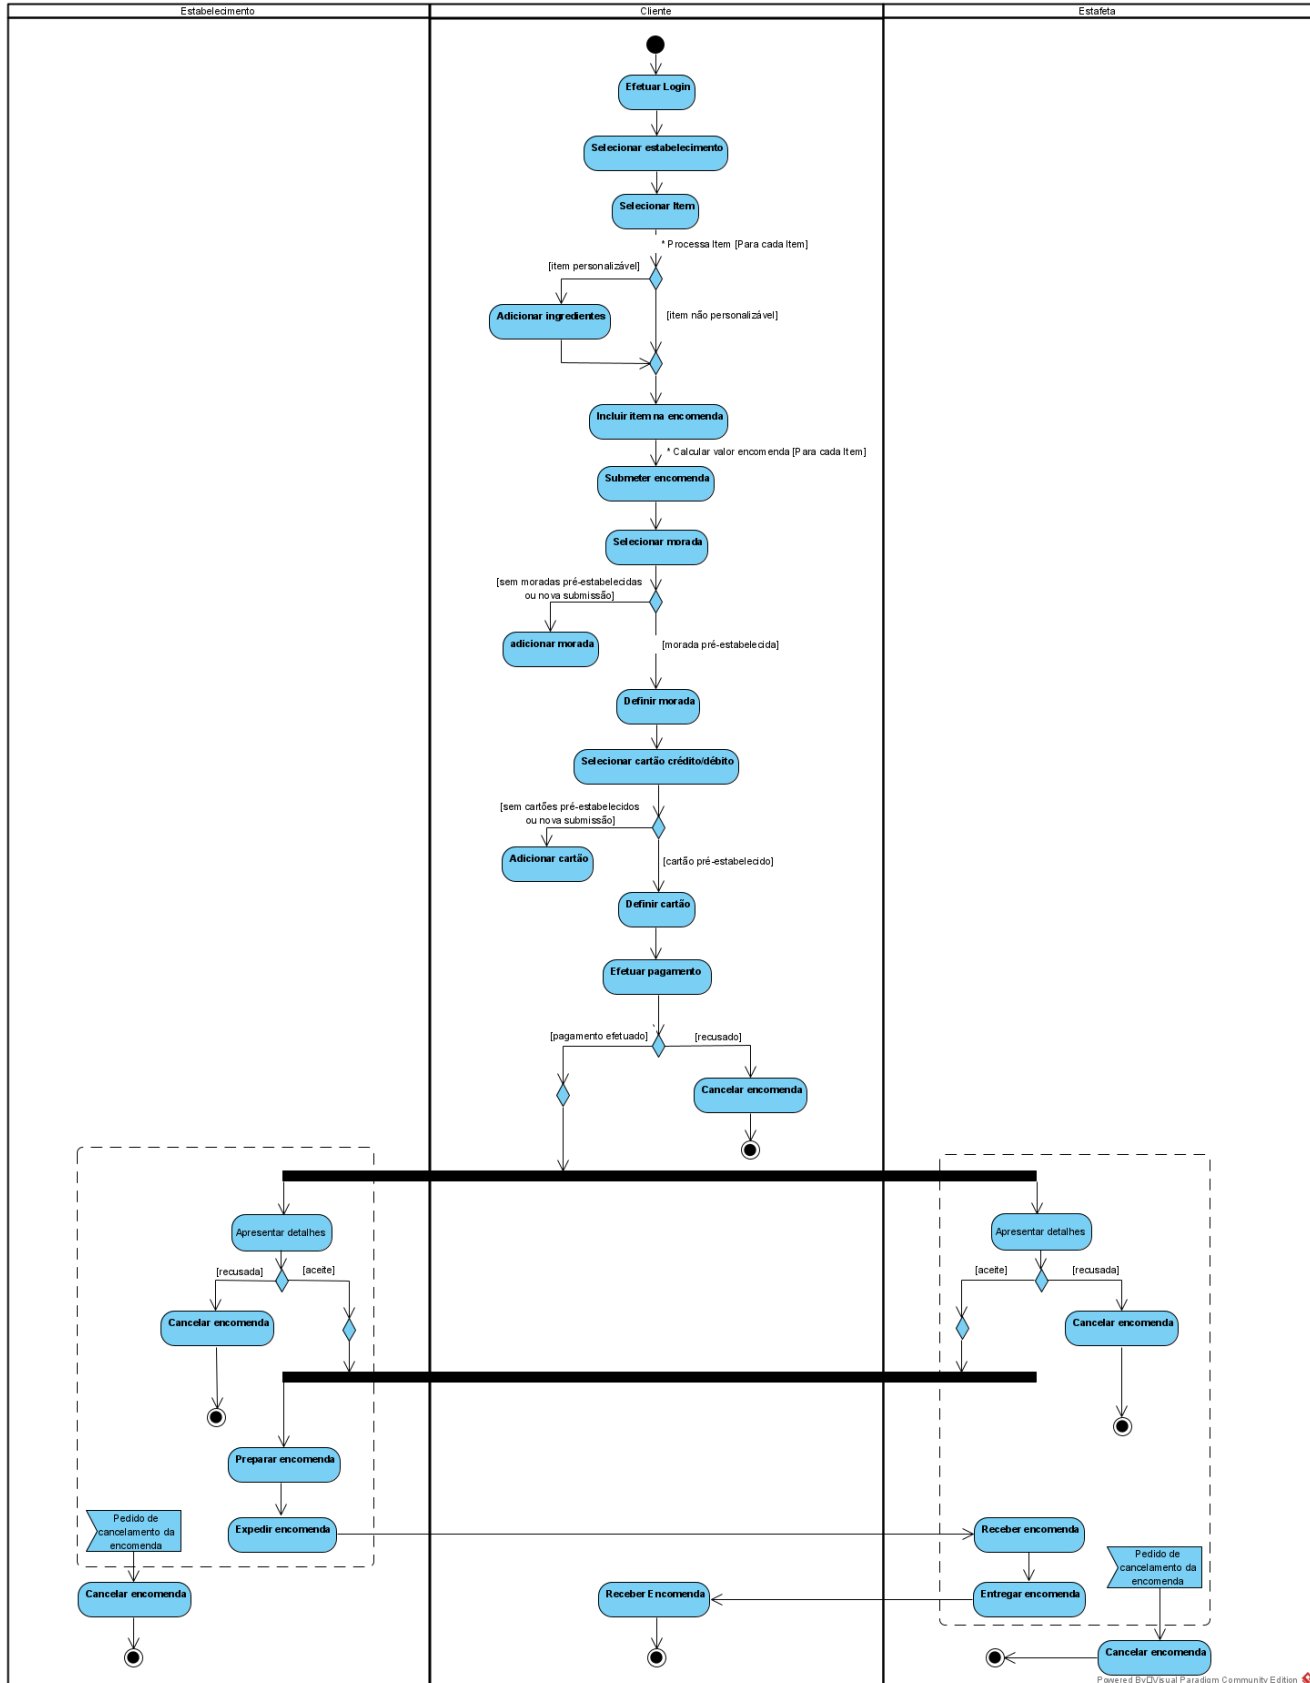 Estabelecimento
Cliente
Estafeta
Efetuar Login
Selecionar estabelecimento
Selecionar Item
* Processa Item [Para cada Item]
[item personalizável]
Adicionar ingredientes
[item não personalizável]
Incluir item na encomenda
* Calcular valor encomenda [Para cada Item]
Submeter encomenda
Selecionar morada
[sem moradas pré-estabelecidas
ou nova submissão]
adicionar morada
[morada pré-estabelecida]
Definir morada
Selecionar cartão crédito/débito
[sem cartões pré-estabelecidos
ou nova submissão]
Adicionar cartão
[cartão pré-estabelecido]
Definir cartão
Efetuar pagamento
[pagamento efetuado]
[recusado]
Cancelar encomenda
Apresentar detalhes
Apresentar detalhes
[recusada]
[aceite]
[aceite]
[recusada]
Cancelar encomenda
Cancelar encomenda
Preparar encomenda
Pedido de
cancelamento da
encomenda
Expedir encomenda
Receber encomenda
Pedido de
cancelamento da
encomenda
Cancelar encomenda
Receber Encomenda
Entregar encomenda
Cancelar encomenda
Powered By Visual Paradigm Community Edition